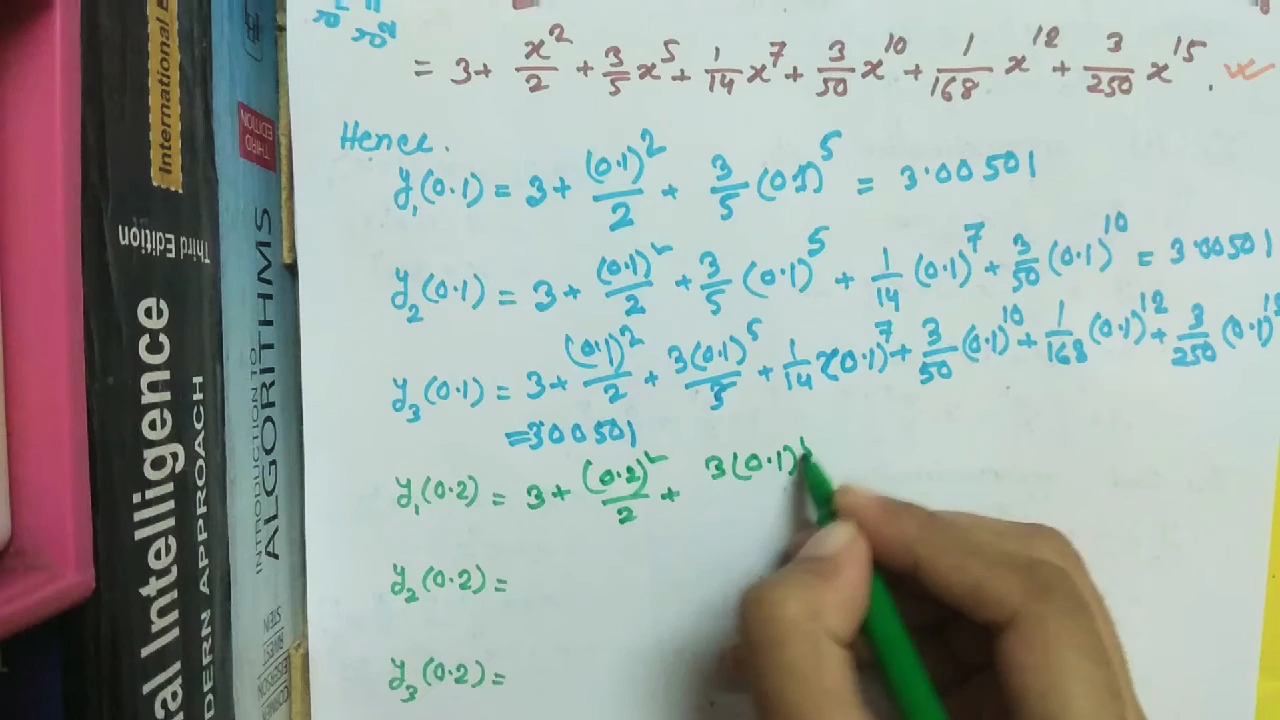 = 3 + x²/2 + 3/5 x⁵ + 1/14 x⁷ + 3/50 x¹⁰ + 1/168 x¹² + 3/250 x¹⁵.
Hence.
y₁(0.1) = 3 + (0.1)²/2 + 3/5 (0.1)⁵ = 3.00501
y₂(0.1) = 3 + (0.1)²/2 + 3/5 (0.1)⁵ + 1/14 (0.1)⁷ + 3/50 (0.1)¹⁰ = 3.00501
y₃(0.1) = 3 + (0.1)²/2 + 3(0.1)⁵/5 + 1/14 x(0.1)⁷ + 3/50 (0.1)¹⁰ + 1/168 (0.1)¹² + 3/250 (0.1)
= 300501
y₁(0.2) = 3 + (0.2)²/2 + 3(0.1)
y₂(0.2) =
y₃(0.2) =
International Ed
Third Edition
al Intelligence
ODERN APPROACH
THIRD EDITION
INTRODUCTION TO
ALGORITHMS